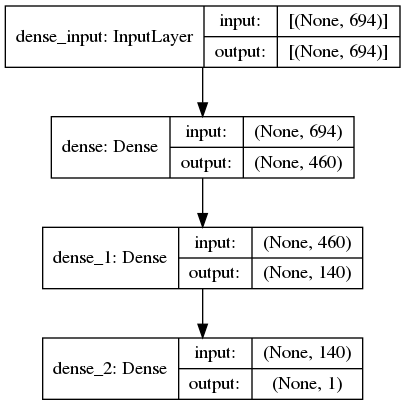 dense_input: InputLayer
input:
[(None, 694)]
output:
[(None, 694)]
dense: Dense
input:
(None, 694)
output:
(None, 460)
dense_1: Dense
input:
(None, 460)
output:
(None, 140)
dense_2: Dense
input:
(None, 140)
output:
(None, 1)